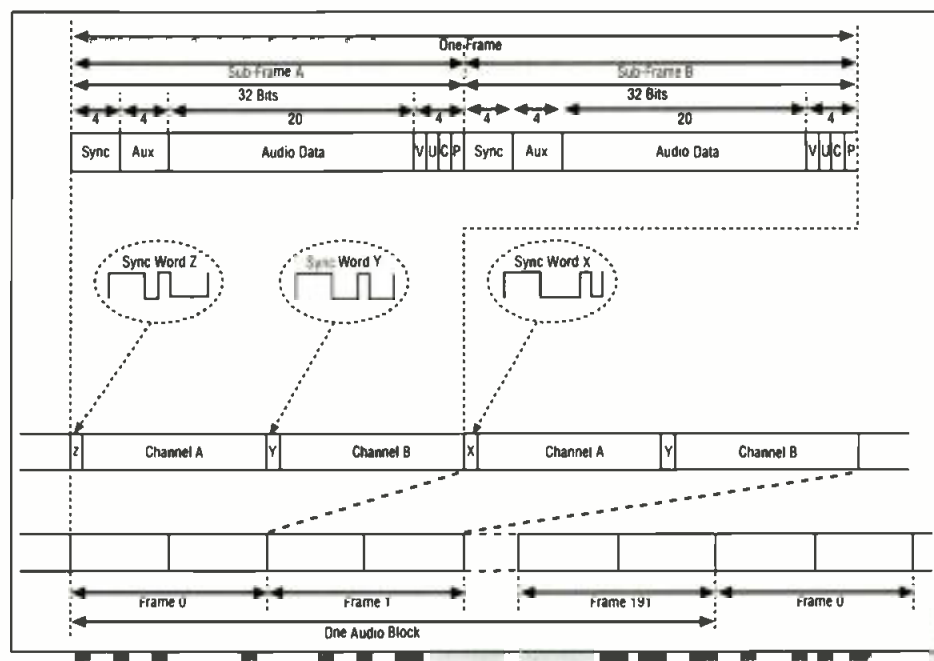 One Frame
Sub-Frame A Sub-Frame B
32 Bits 32 Bits
4 4 20 4 4 4 20 4
Sync Aux Audio Data V U C P Sync Aux Audio Data V U C P
Sync Word Z Sync Word Y Sync Word X
Z Channel A Y Channel B X Channel A Y Channel B
Frame 0 Frame 1 Frame 191 Frame 0
One Audio Block